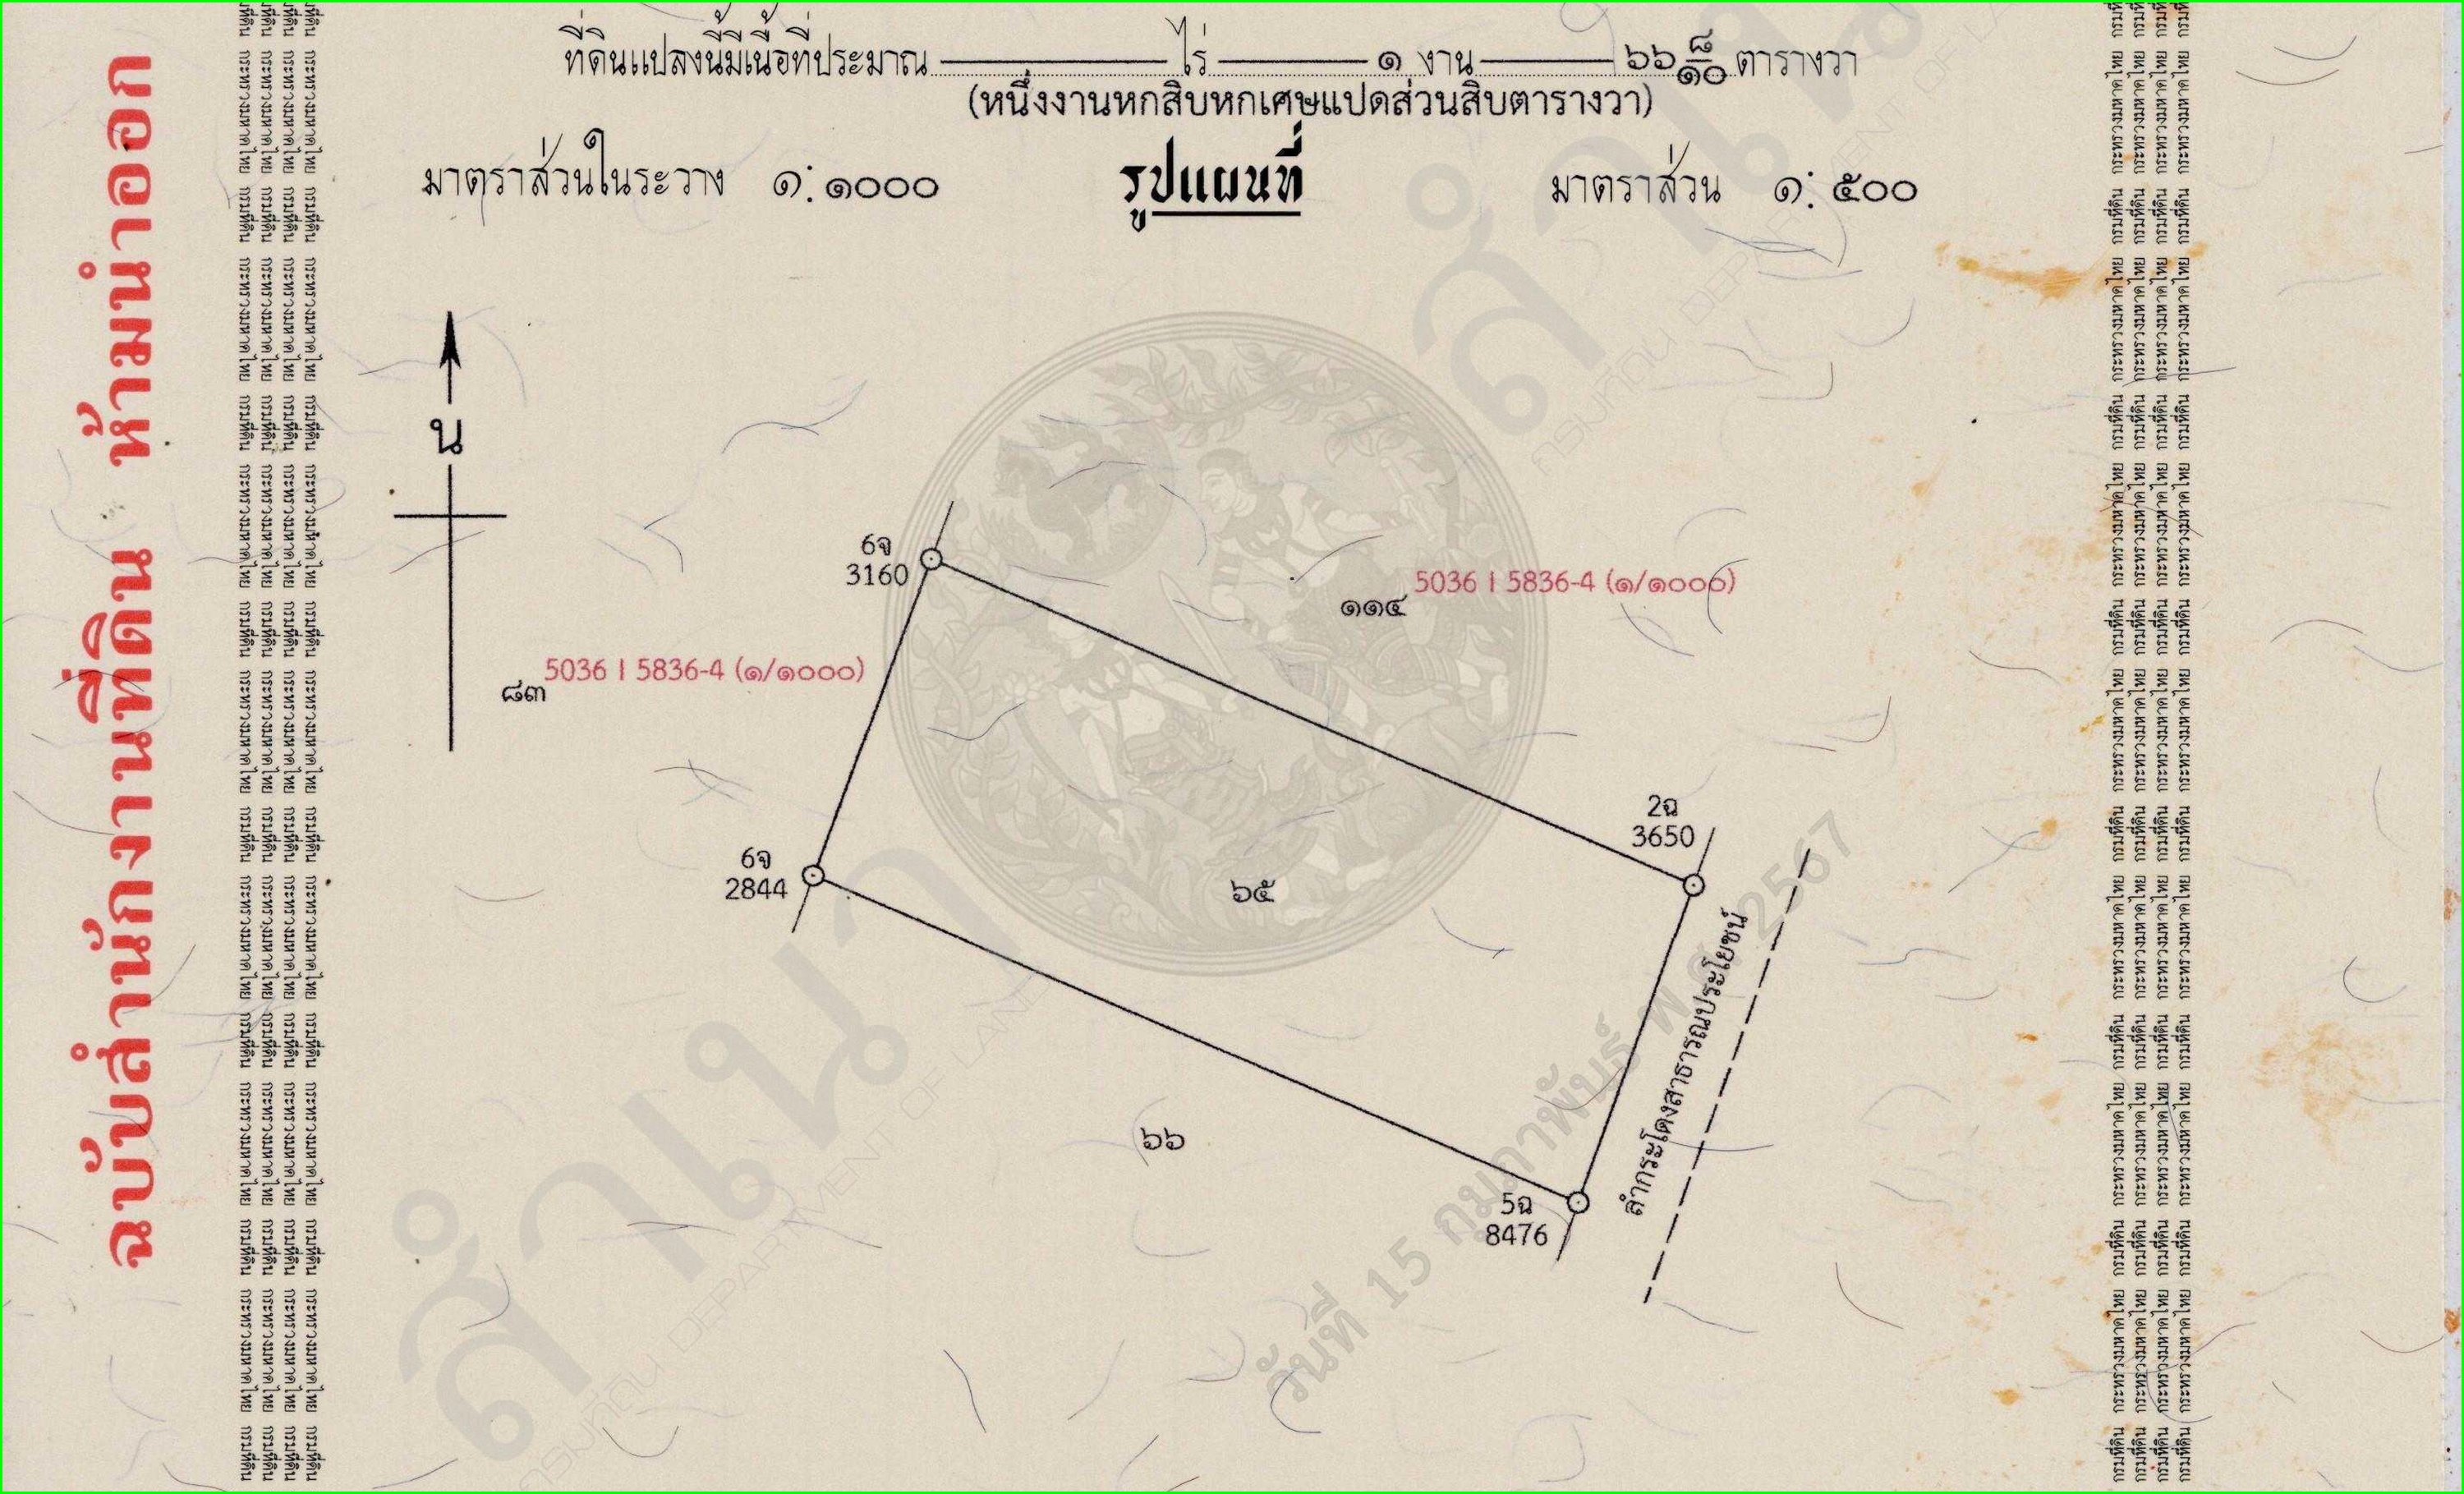 ที่ดินแปลงนี้มีเนื้อที่ประมาณ ไร่ ๑ งาน ๖๖ ๘/๑๐ ตารางวา
(หนึ่งงานหกสิบหกเศษแปดส่วนสิบตารางวา)
มาตราส่วนในระวาง ๑:๑๐๐๐
รูปแผนที่
มาตราส่วน ๑:๕๐๐
น
6จ
3160
5036 I 5836-4 (๑/๑๐๐๐)
๑๑๔
5036 I 5836-4 (๑/๑๐๐๐)
๘๓
2ฉ
3650
6จ
2844
๖๕
ลำกระโดงสาธารณประโยชน์
๖๖
5ฉ
8476
ฉบับสำนักงานที่ดิน ห้ามนำออก
กรมที่ดิน กระทรวงมหาดไทย
สำเนา
กรมที่ดิน DEPARTMENT OF LAND
วันที่ 15 กุมภาพันธ์ พ.ศ. 2567